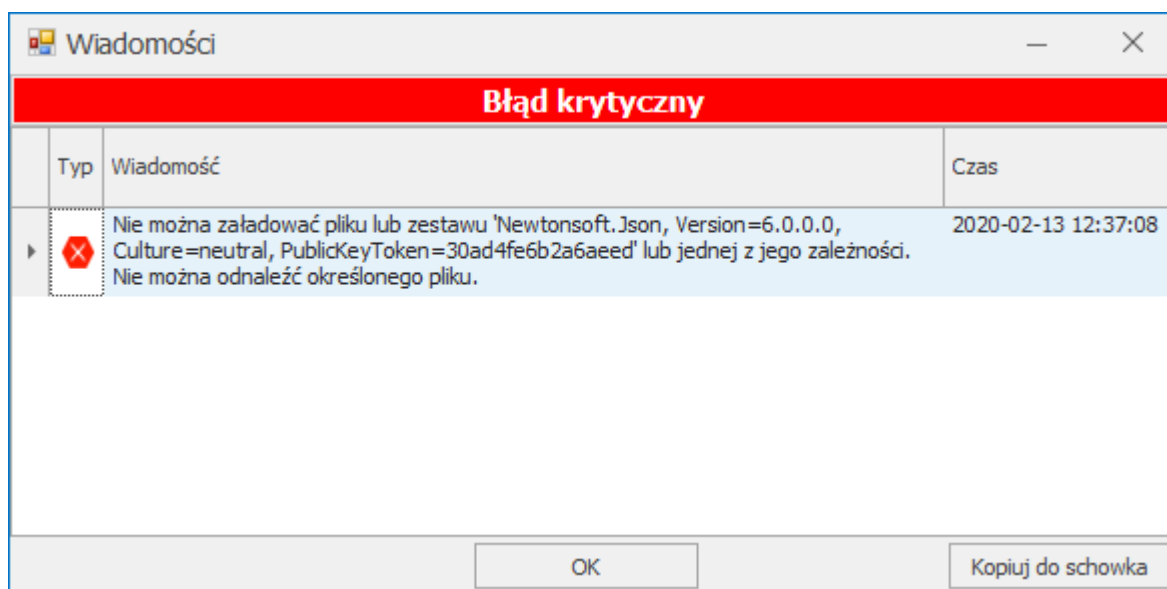 Wiadomości
Błąd krytyczny
Typ Wiadomość Czas
Nie można załadować pliku lub zestawu 'Newtonsoft.Json, Version=6.0.0.0, 2020-02-13 12:37:08
Culture=neutral, PublicKeyToken=30ad4fe6b2a6aeed' lub jednej z jego zależności.
Nie można odnaleźć określonego pliku.
OK Kopiuj do schowka